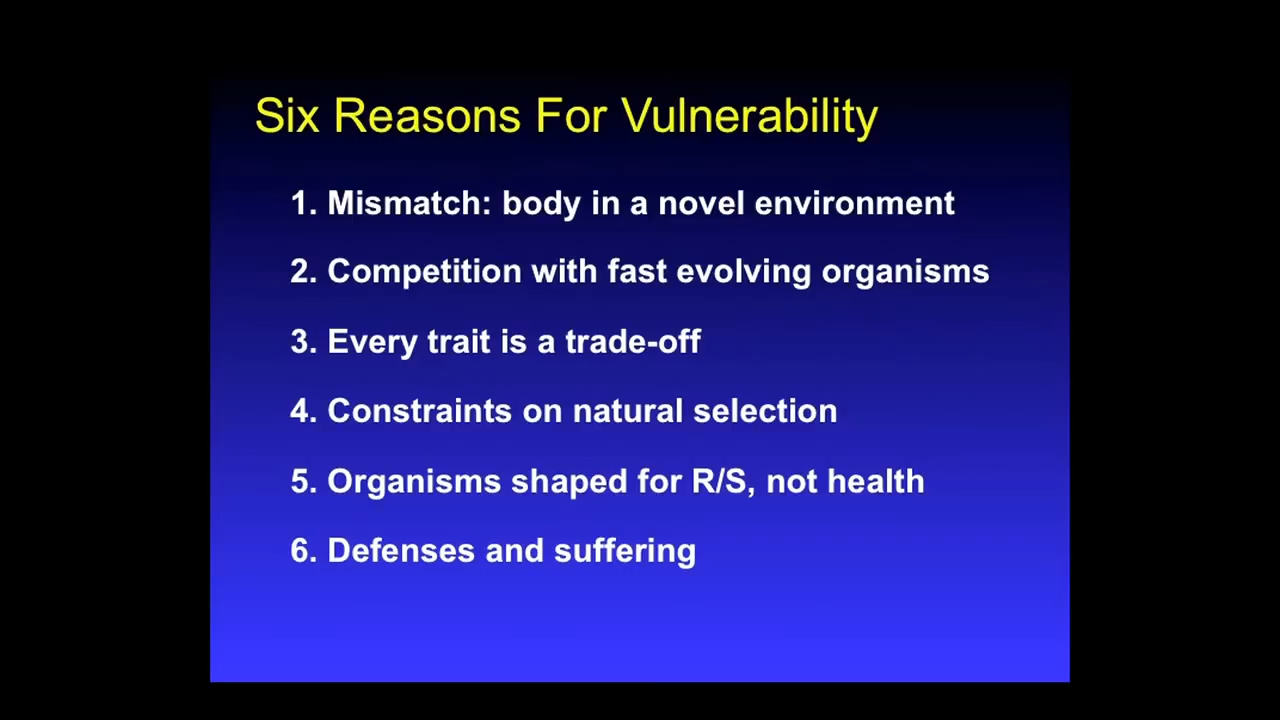 Six Reasons For Vulnerability
1. Mismatch: body in a novel environment
2. Competition with fast evolving organisms
3. Every trait is a trade-off
4. Constraints on natural selection
5. Organisms shaped for R/S, not health
6. Defenses and suffering